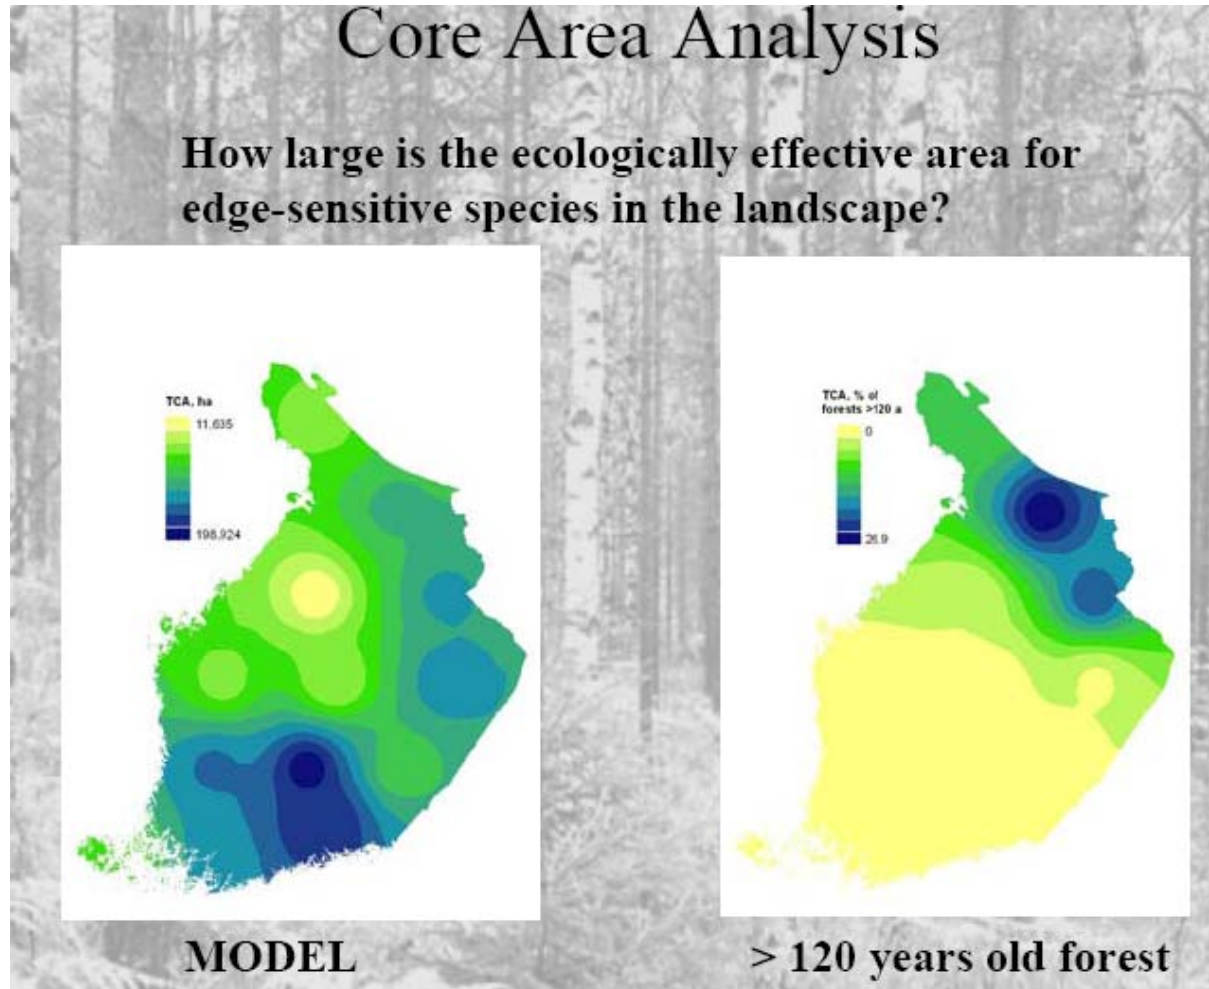 Core Area Analysis
How large is the ecologically effective area for
edge-sensitive species in the landscape?
TCA, ha
11,635
198,924
TCA, % of
forests >120 a
0
26.9
MODEL
> 120 years old forest